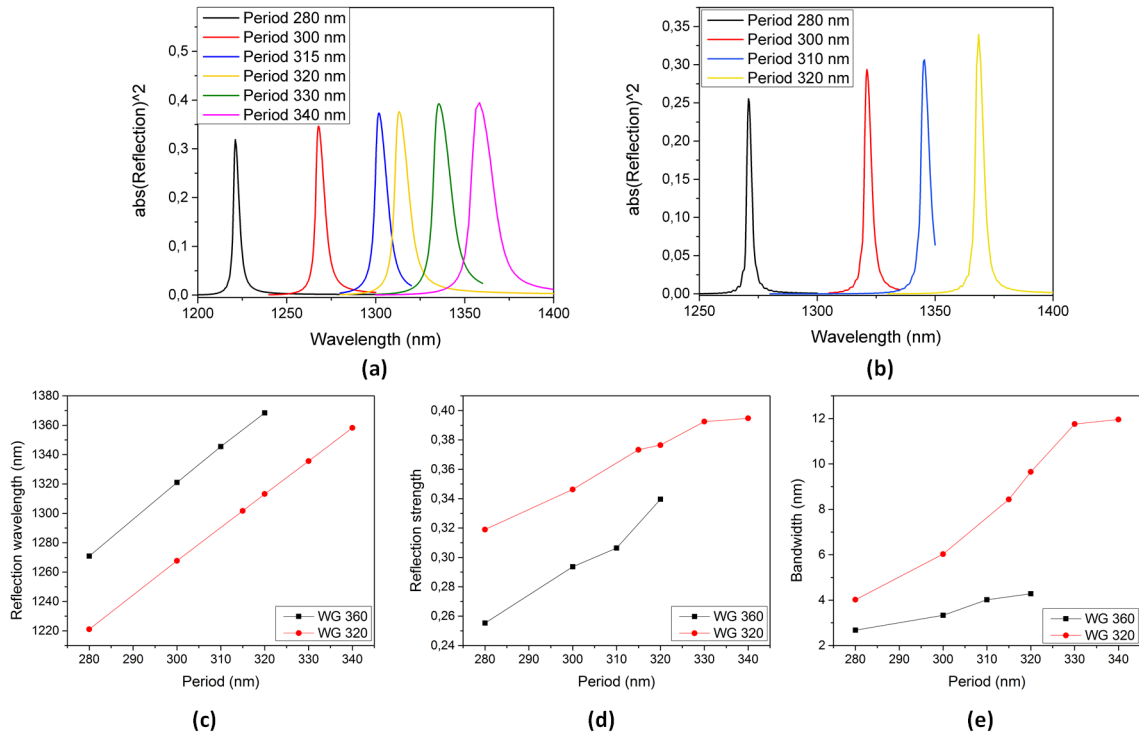 Period 280 nm
Period 300 nm
Period 315 nm
Period 320 nm
Period 330 nm
Period 340 nm
abs(Reflection)^2
0,5
0,4
0,3
0,2
0,1
0,0
1200 1250 1300 1350 1400
Wavelength (nm)
(a)
Period 280 nm
Period 300 nm
Period 310 nm
Period 320 nm
abs(Reflection)^2
0,35
0,30
0,25
0,20
0,15
0,10
0,05
0,00
1250 1300 1350 1400
Wavelength (nm)
(b)
Reflection wavelength (nm)
1380
1360
1340
1320
1300
1280
1260
1240
1220
280 290 300 310 320 330 340
Period (nm)
WG 360
WG 320
(c)
Reflection strength
0,40
0,38
0,36
0,34
0,32
0,30
0,28
0,26
0,24
280 290 300 310 320 330 340
Period (nm)
WG 360
WG 320
(d)
Bandwidth (nm)
12
10
8
6
4
2
280 290 300 310 320 330 340
Period (nm)
WG 360
WG 320
(e)